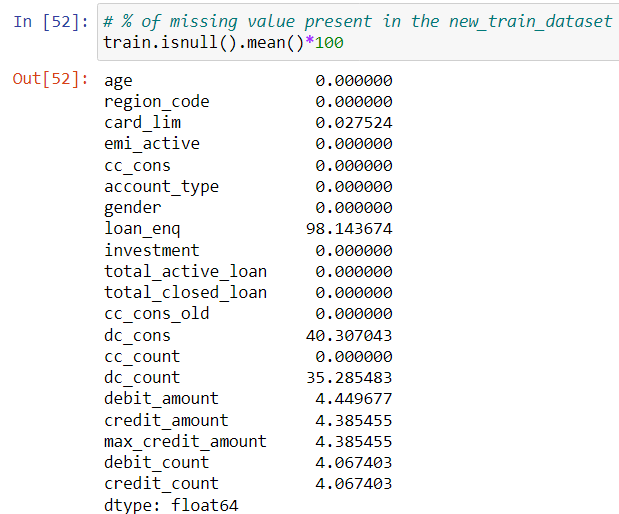 In [52]: # % of missing value present in the new_train_dataset
train.isnull().mean()*100
Out[52]: age 0.000000
region_code 0.000000
card_lim 0.027524
emi_active 0.000000
cc_cons 0.000000
account_type 0.000000
gender 0.000000
loan_enq 98.143674
investment 0.000000
total_active_loan 0.000000
total_closed_loan 0.000000
cc_cons_old 0.000000
dc_cons 40.307043
cc_count 0.000000
dc_count 35.285483
debit_amount 4.449677
credit_amount 4.385455
max_credit_amount 4.385455
debit_count 4.067403
credit_count 4.067403
dtype: float64